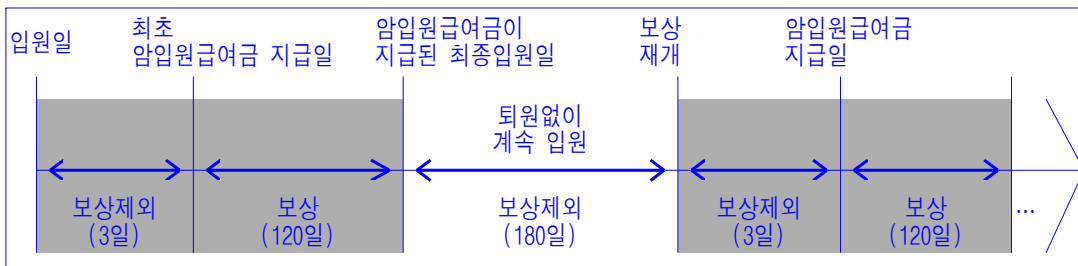 입원일
최초
암입원급여금 지급일
암입원급여금이
지급된 최종입원일
보상
재개
암입원급여금
지급일
퇴원없이
계속 입원
보상제외
(3일)
보상
(120일)
보상제외
(180일)
보상제외
(3일)
보상
(120일)
...